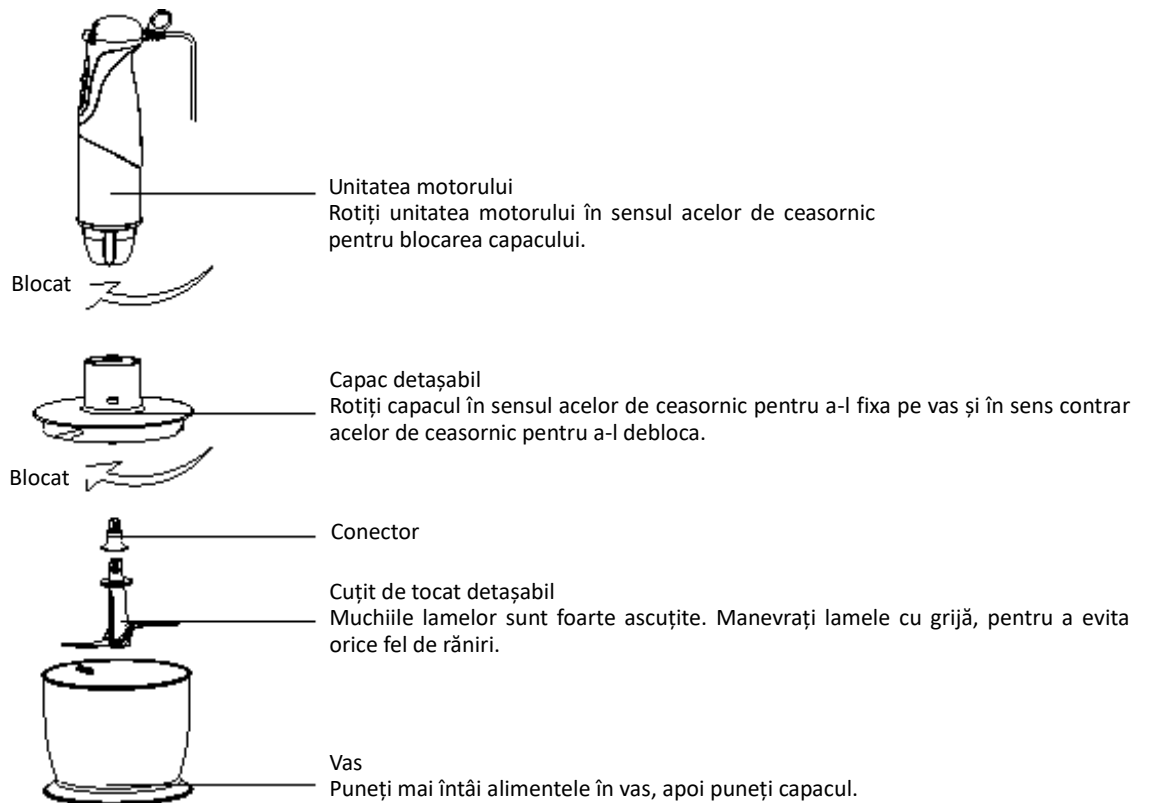 Unitatea motorului
Rotiți unitatea motorului în sensul acelor de ceasornic
pentru blocarea capacului.
Blocat
Capac detașabil
Rotiți capacul în sensul acelor de ceasornic pentru a-l fixa pe vas și în sens contrar
acelor de ceasornic pentru a-l debloca.
Blocat
Conector
Cuțit de tocat detașabil
Muchiile lamelor sunt foarte ascuțite. Manevrați lamele cu grijă, pentru a evita
orice fel de răniri.
Vas
Puneți mai întâi alimentele în vas, apoi puneți capacul.